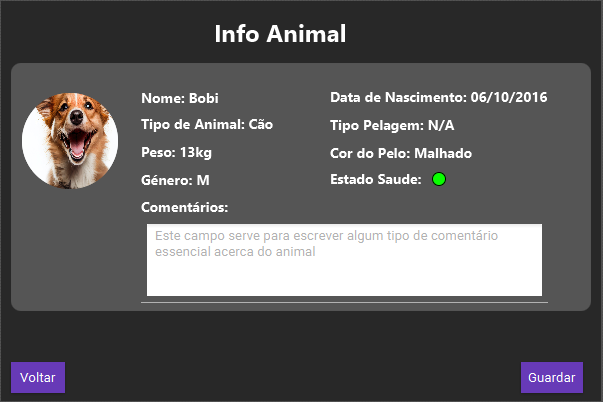 Info Animal
Nome: Bobi
Data de Nascimento: 06/10/2016
Tipo de Animal: Cão
Tipo Pelagem: N/A
Peso: 13kg
Cor do Pelo: Malhado
Género: M
Estado Saude:
Comentários:
Este campo serve para escrever algum tipo de comentário
essencial acerca do animal
Voltar
Guardar